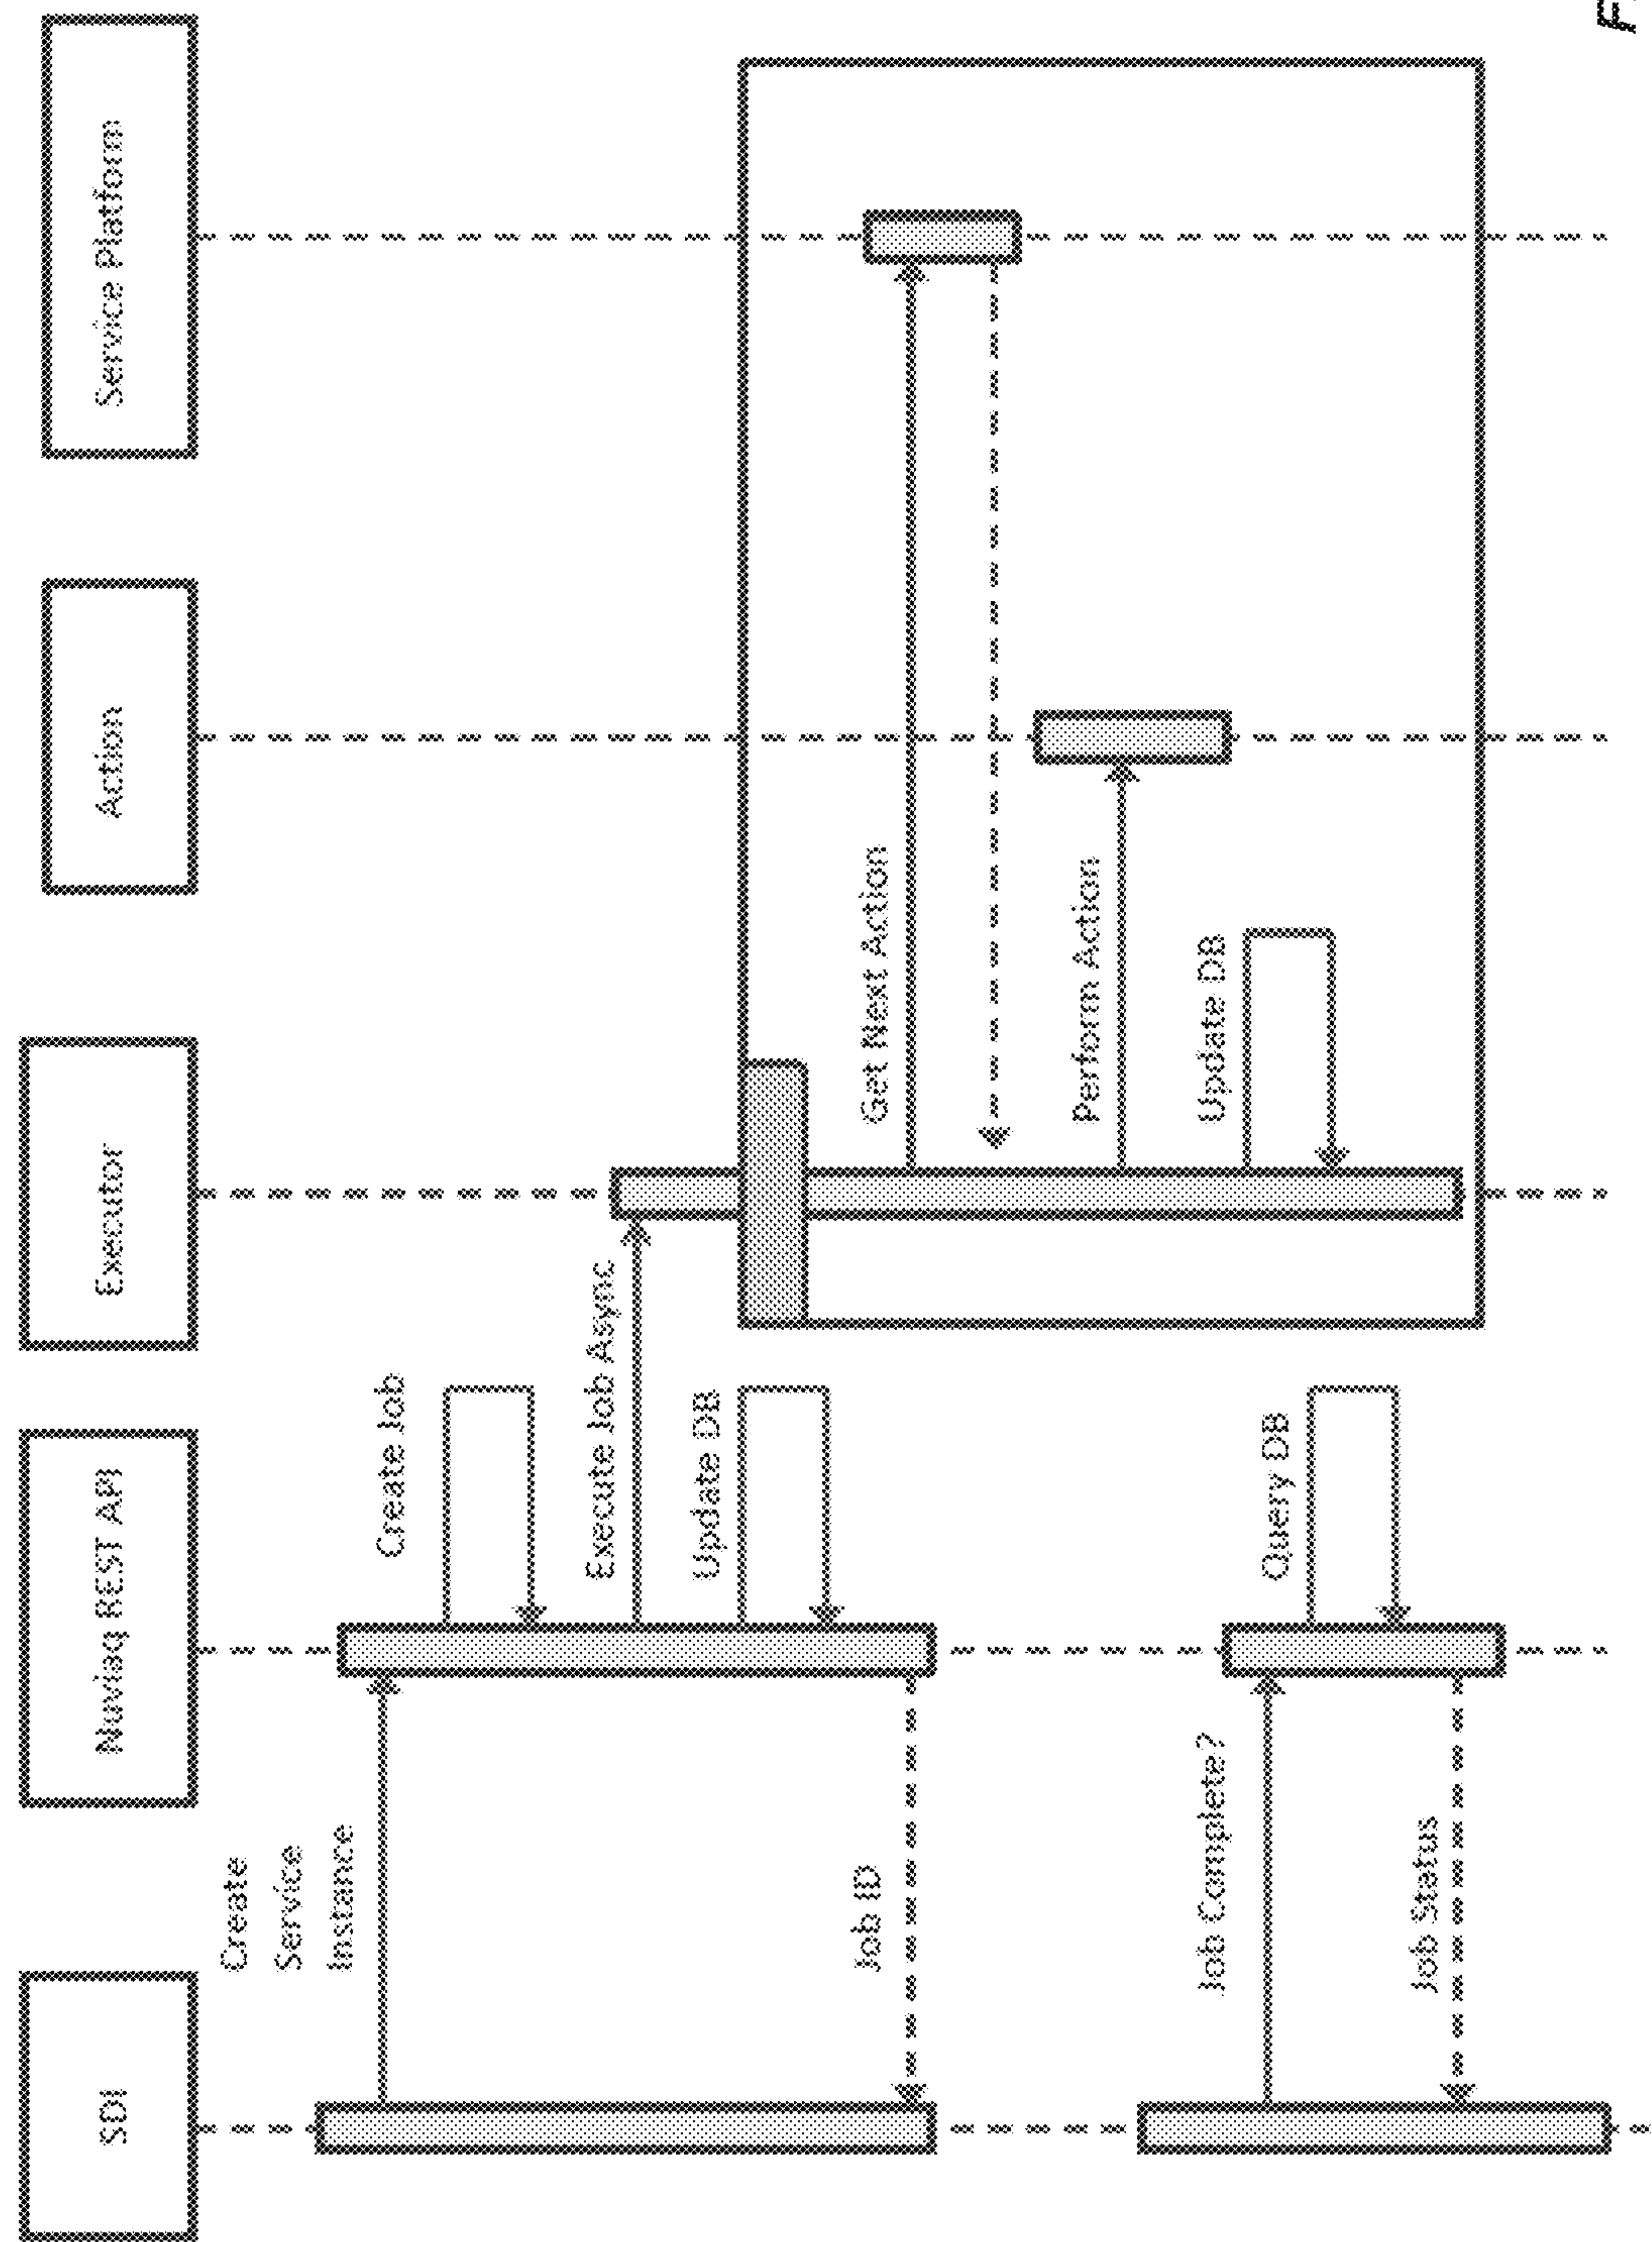 SDI
Nuviaq REST API
Executor
Action
Service Platform
Create
Service
Instance
Create Job
Execute Job Async
Update DB
Job ID
Get Next Action
Perform Action
Update DB
Job Complete?
Query DB
Job Status